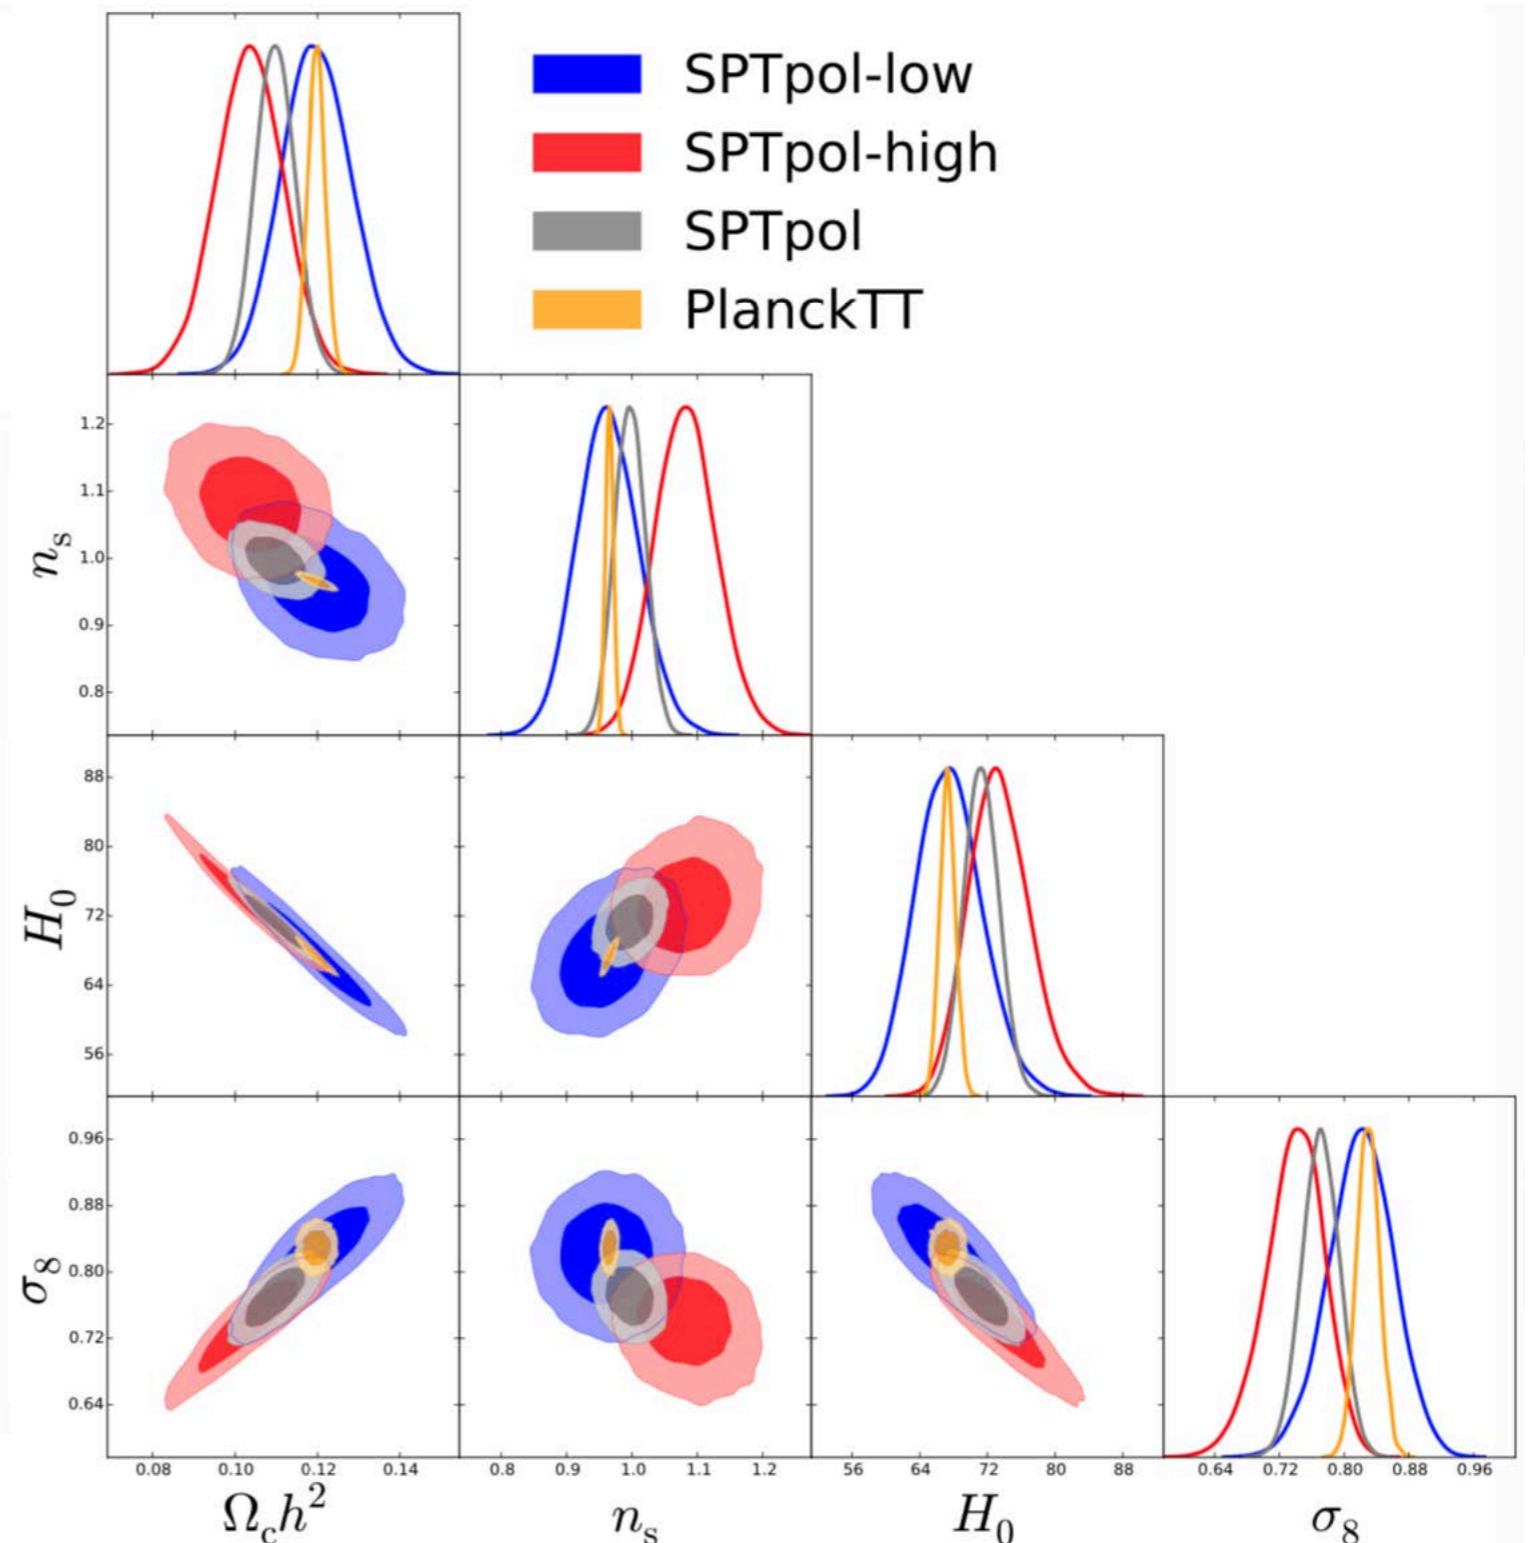 SPTpol-low
SPTpol-high
SPTpol
PlanckTT
1.2
1.1
1.0
0.9
0.8
n_s
88
80
72
64
56
H_0
0.96
0.88
0.80
0.72
0.64
σ_8
0.08 0.10 0.12 0.14 0.8 0.9 1.0 1.1 1.2 56 64 72 80 88 0.64 0.72 0.80 0.88 0.96
Ω_c h² n_s H_0 σ_8